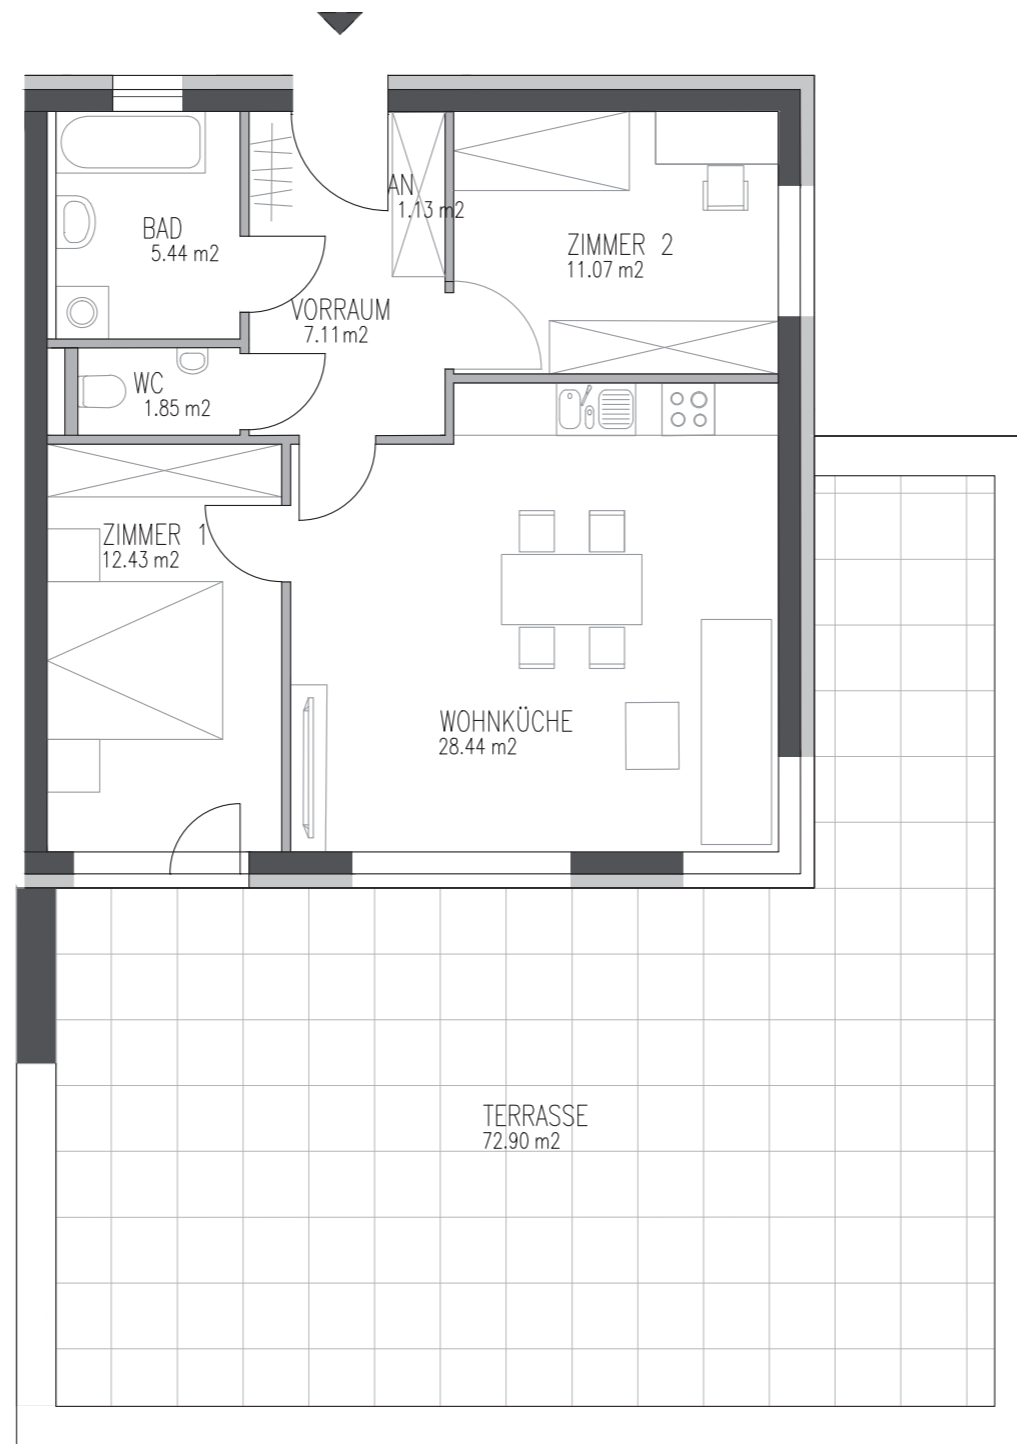 AN
1.13 m2
BAD
5.44 m2
ZIMMER 2
11.07 m2
VORRAUM
7.11 m2
WC
1.85 m2
ZIMMER 1
12.43 m2
WOHNKÜCHE
28.44 m2
TERRASSE
72.90 m2